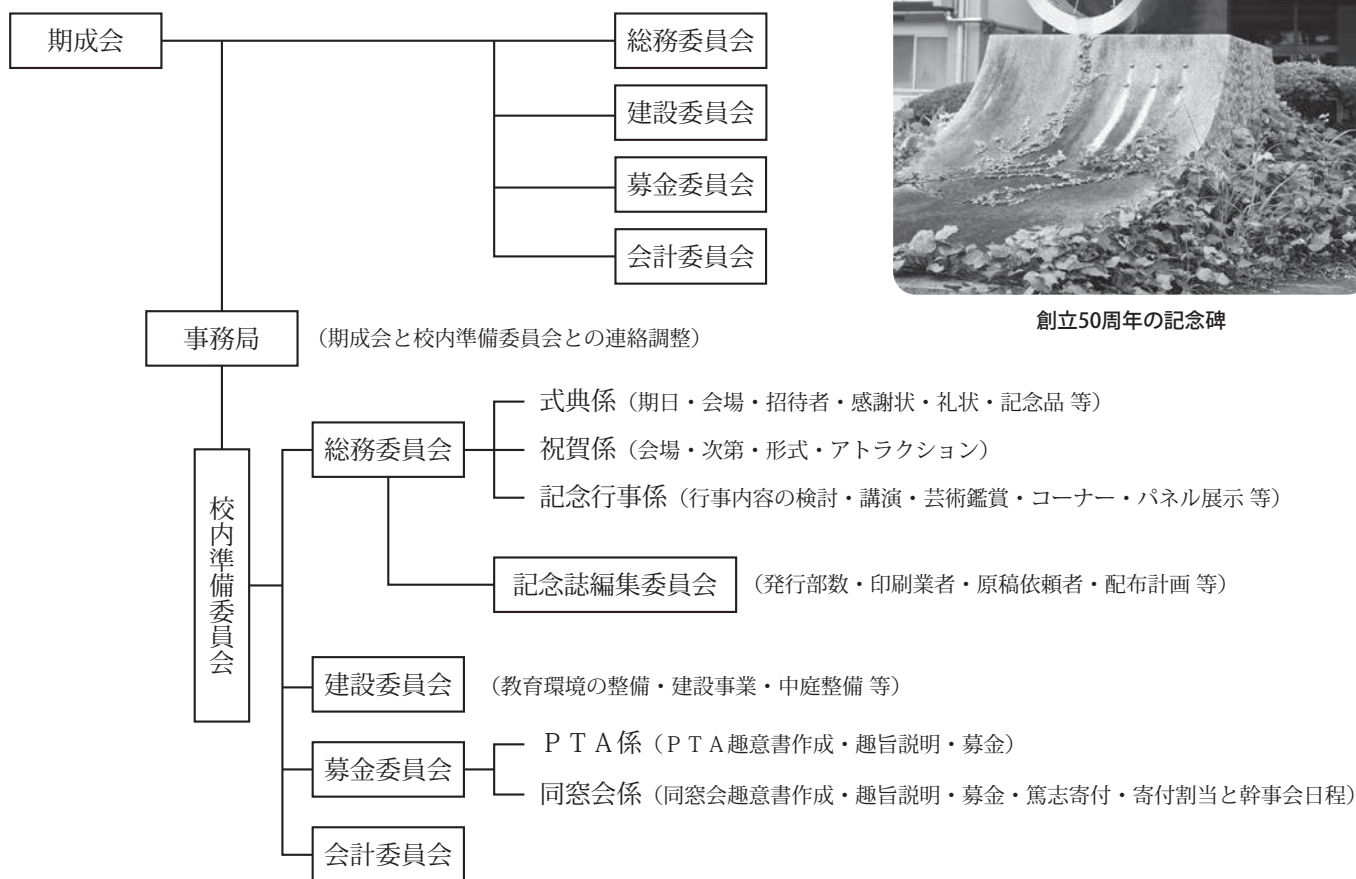 期成会
総務委員会
建設委員会
募金委員会
会計委員会
創立50周年の記念碑
事務局 (期成会と校内準備委員会との連絡調整)
校内準備委員会
総務委員会
式典係 (期日・会場・招待者・感謝状・礼状・記念品 等)
祝賀係 (会場・次第・形式・アトラクション)
記念行事係 (行事内容の検討・講演・芸術鑑賞・コーナー・パネル展示 等)
記念誌編集委員会 (発行部数・印刷業者・原稿依頼者・配布計画 等)
建設委員会 (教育環境の整備・建設事業・中庭整備 等)
募金委員会
ＰＴＡ係 (ＰＴＡ趣意書作成・趣旨説明・募金)
同窓会係 (同窓会趣意書作成・趣旨説明・募金・篤志寄付・寄付割当と幹事会日程)
会計委員会